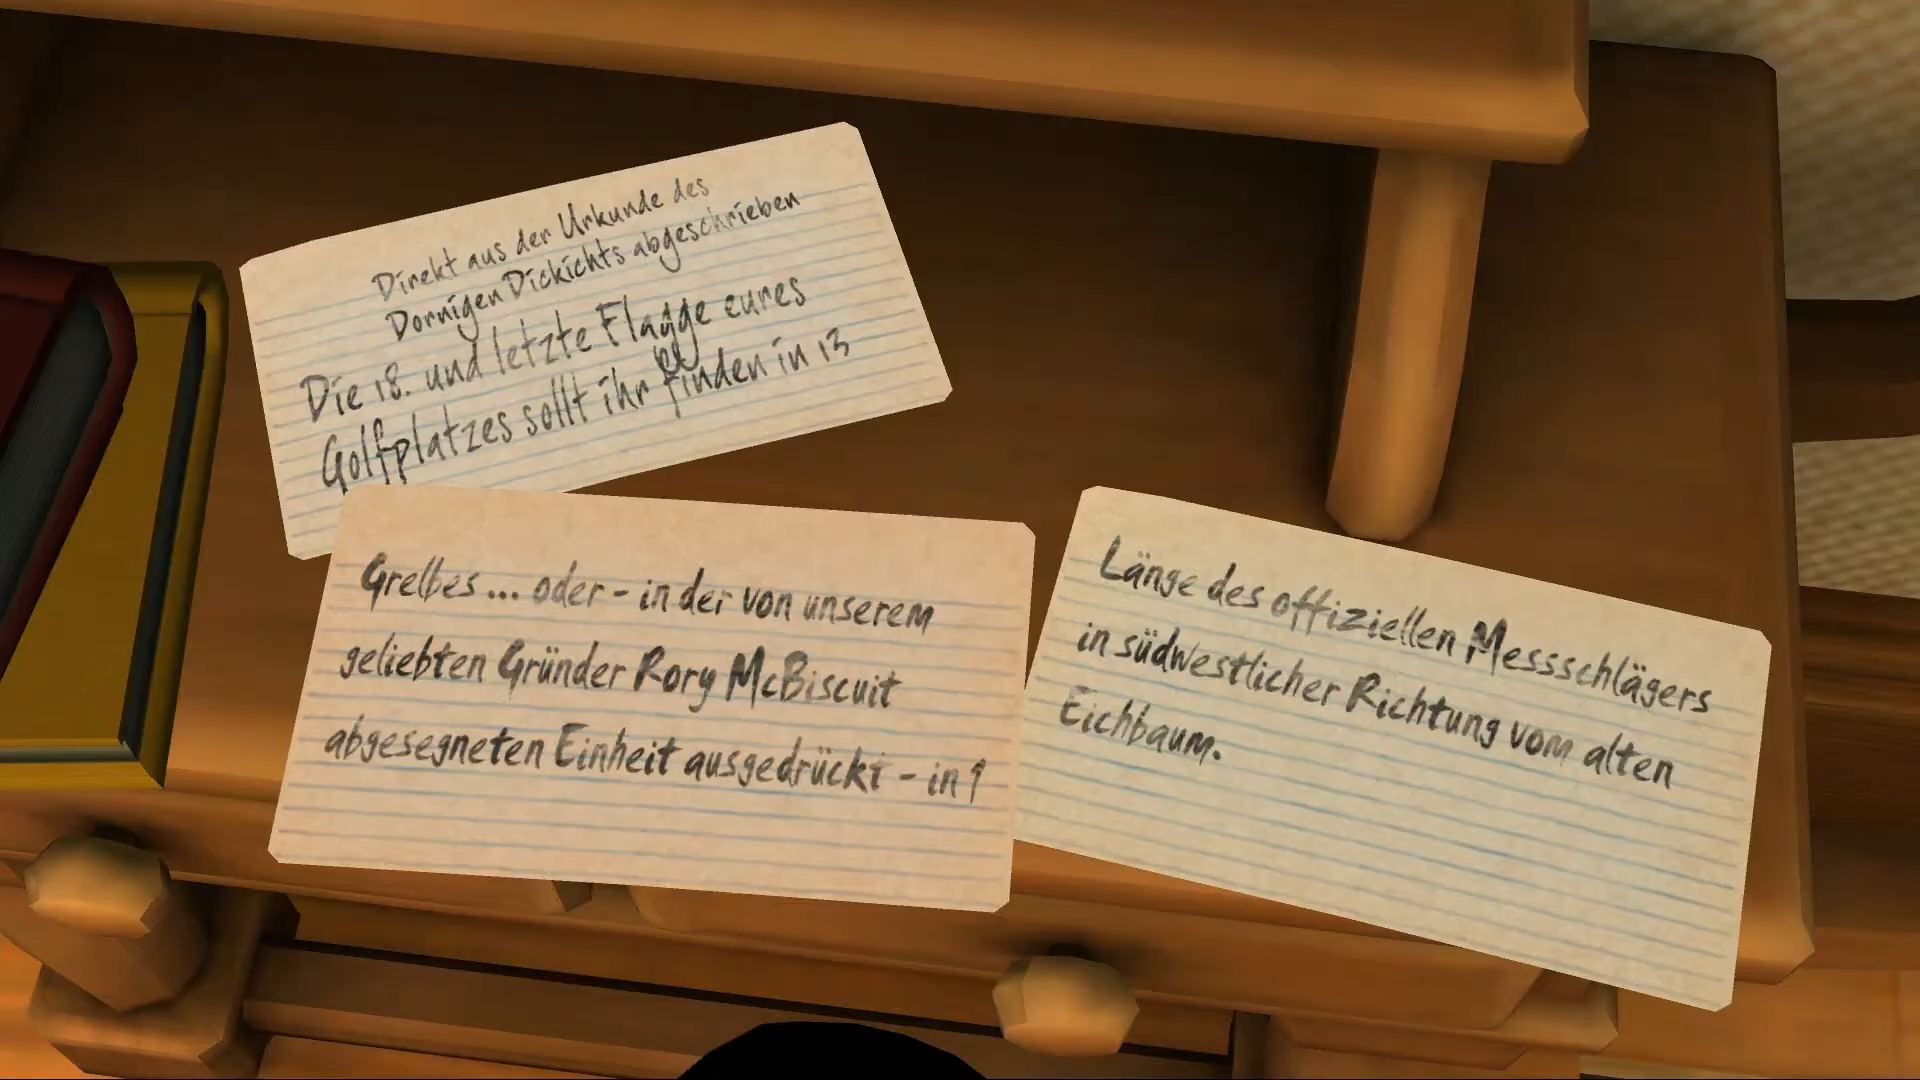 Direkt aus der Urkunde des
Dornigen Dickichts abgeschrieben
Die 18. und letzte Flagge eures
Golfplatzes sollt ihr finden in 13
Grelbes ... oder - in der von unserem
geliebten Gründer Rory McBiscuit
abgesegneten Einheit ausgedrückt - in 1
Länge des offiziellen Messschlägers
in südwestlicher Richtung vom alten
Eichbaum.